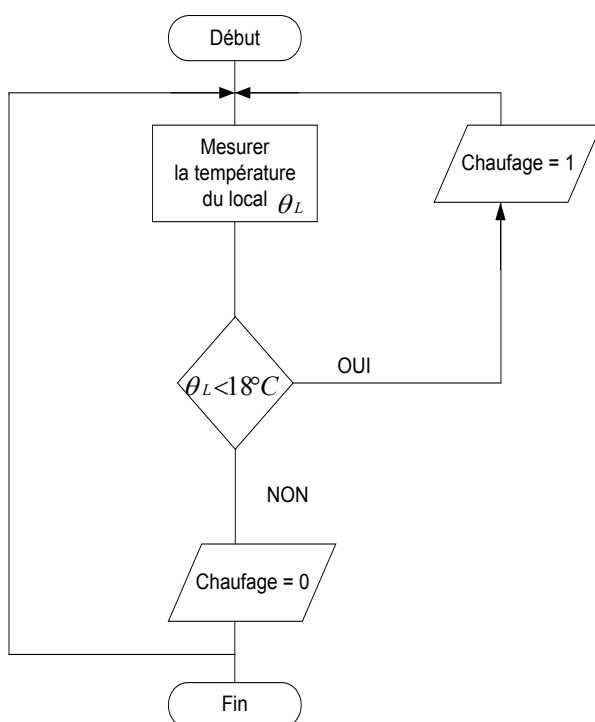 Début
Mesurer
la température
du local θL
Chaufage = 1
θL<18°C
OUI
NON
Chaufage = 0
Fin